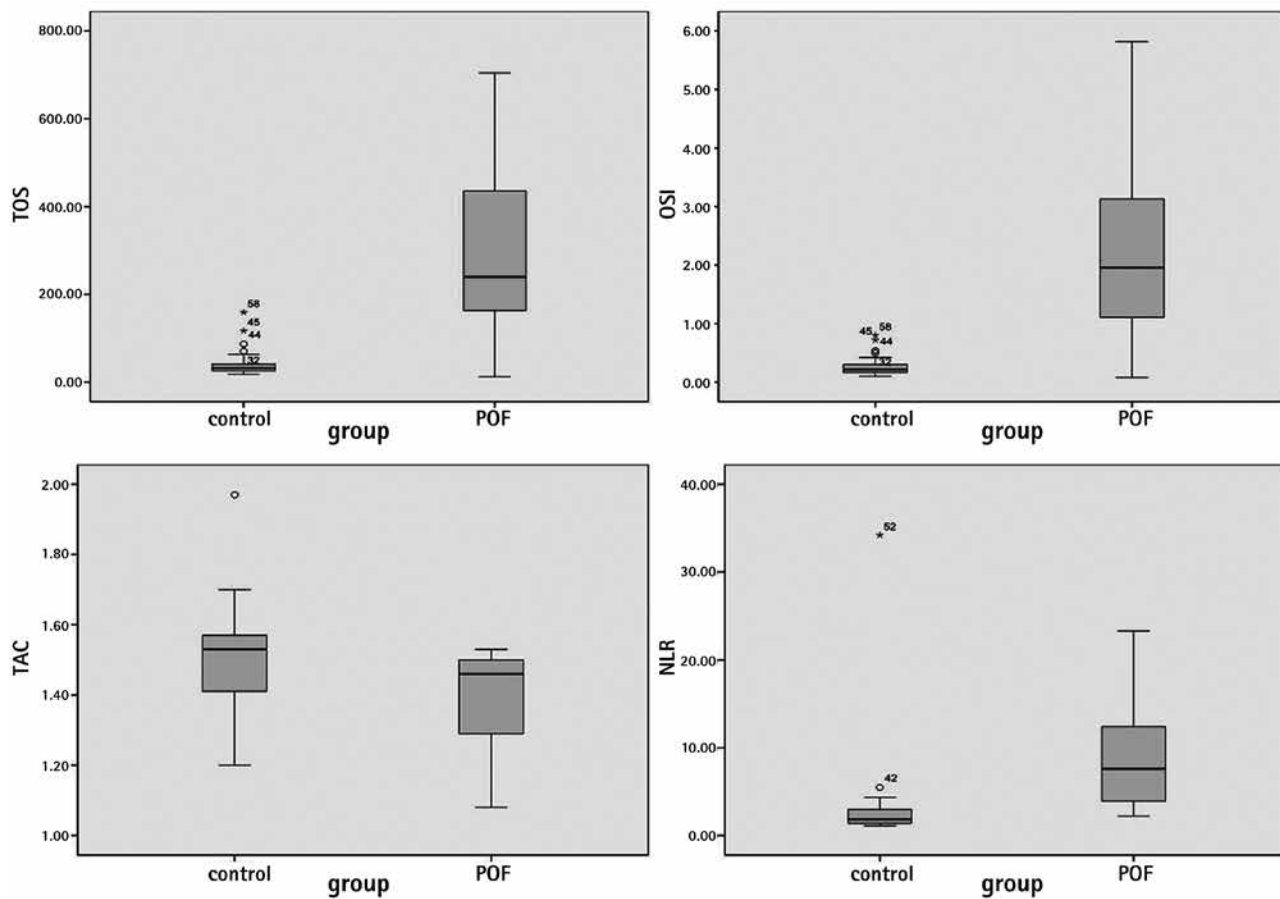 800.00
600.00
400.00
200.00
0.00
TOS
58
45
44
32
control
POF
group
6.00
5.00
4.00
3.00
2.00
1.00
0.00
OSI
45 58
44
32
control
POF
group
2.00
1.80
1.60
1.40
1.20
1.00
TAC
control
POF
group
40.00
30.00
20.00
10.00
0.00
NLR
52
42
control
POF
group